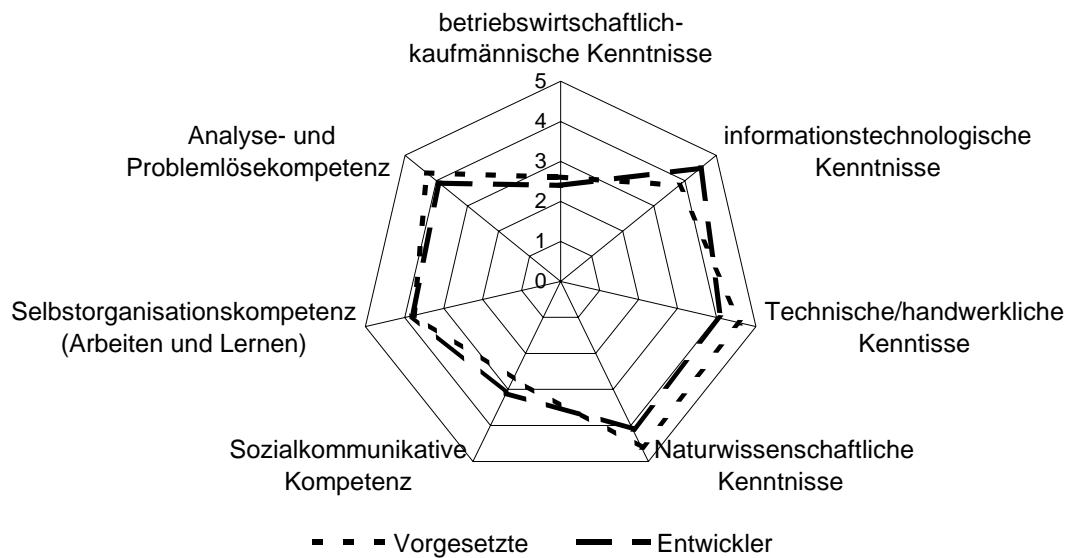 betriebswirtschaftlich-
kaufmännische Kenntnisse
5
4
3
2
1
0
informationstechnologische
Kenntnisse
Technische/handwerkliche
Kenntisse
Naturwissenschaftliche
Kenntnisse
Sozialkommunikative
Kompetenz
Selbstorganisationskompetenz
(Arbeiten und Lernen)
Analyse- und
Problemlösekompetenz
Vorgesetzte
Entwickler